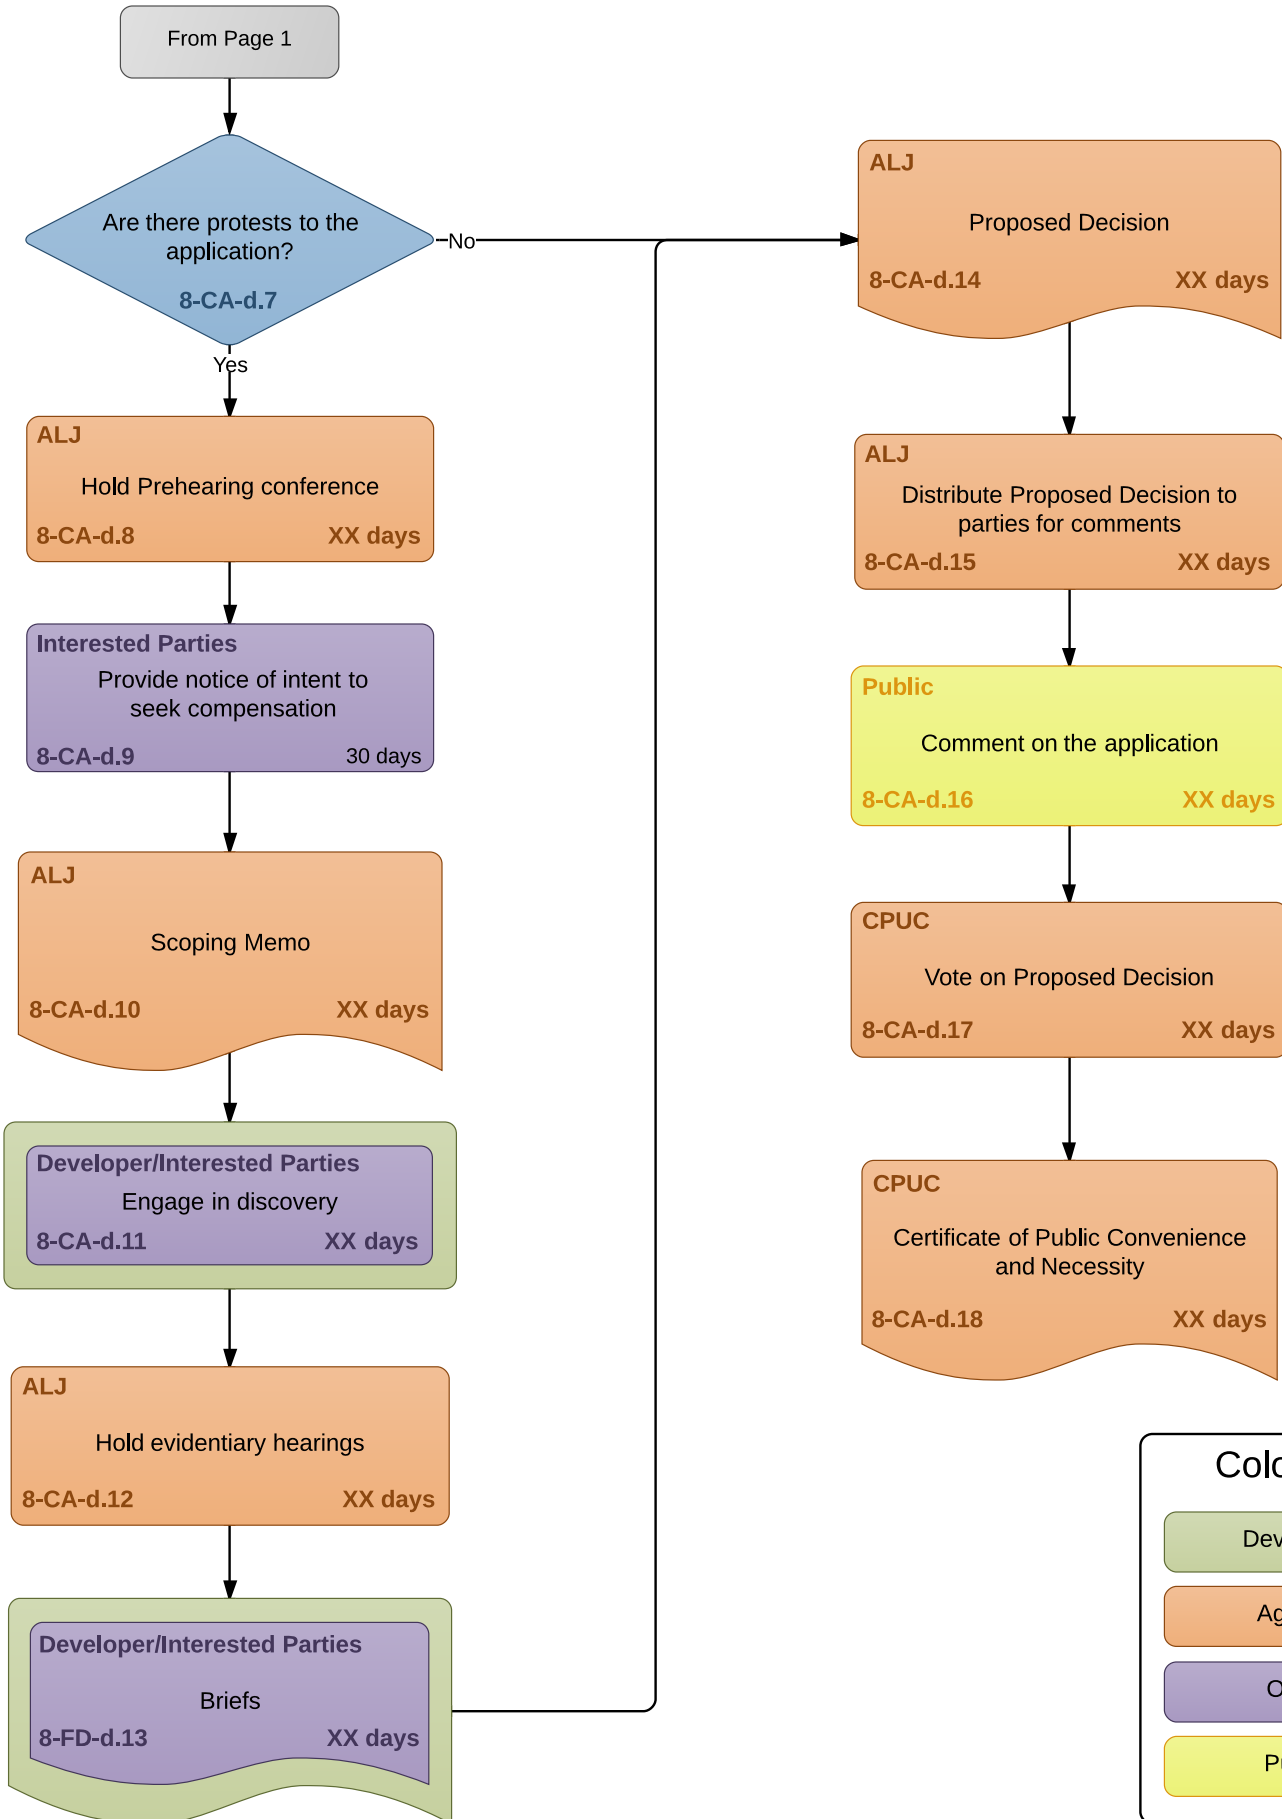 From Page 1
Are there protests to the
application?
8-CA-d.7
No
Yes
ALJ
Hold Prehearing conference
8-CA-d.8 XX days
Interested Parties
Provide notice of intent to
seek compensation
8-CA-d.9 30 days
ALJ
Scoping Memo
8-CA-d.10 XX days
Developer/Interested Parties
Engage in discovery
8-CA-d.11 XX days
ALJ
Hold evidentiary hearings
8-CA-d.12 XX days
Developer/Interested Parties
Briefs
8-FD-d.13 XX days
ALJ
Proposed Decision
8-CA-d.14 XX days
ALJ
Distribute Proposed Decision to
parties for comments
8-CA-d.15 XX days
Public
Comment on the application
8-CA-d.16 XX days
CPUC
Vote on Proposed Decision
8-CA-d.17 XX days
CPUC
Certificate of Public Convenience
and Necessity
8-CA-d.18 XX days